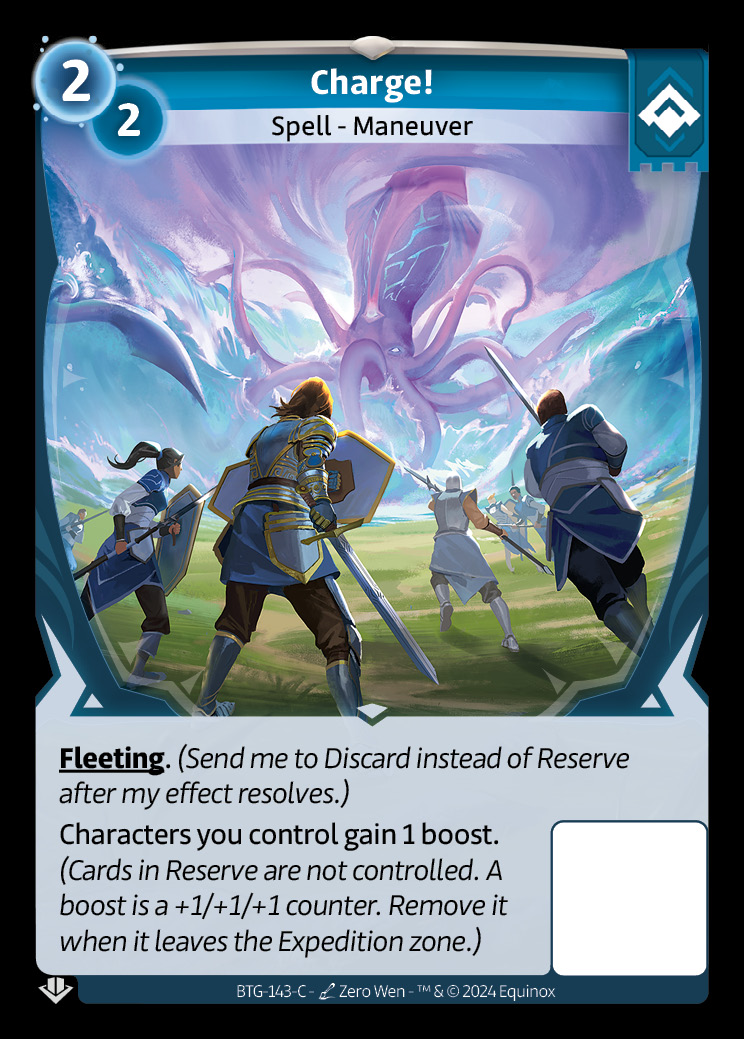 2
Charge!
2
Spell - Maneuver
Fleeting. (Send me to Discard instead of Reserve
after my effect resolves.)
Characters you control gain 1 boost.
(Cards in Reserve are not controlled. A
boost is a +1/+1/+1 counter. Remove it
when it leaves the Expedition zone.)
BTG-143-C - Zero Wen - ™ & © 2024 Equinox